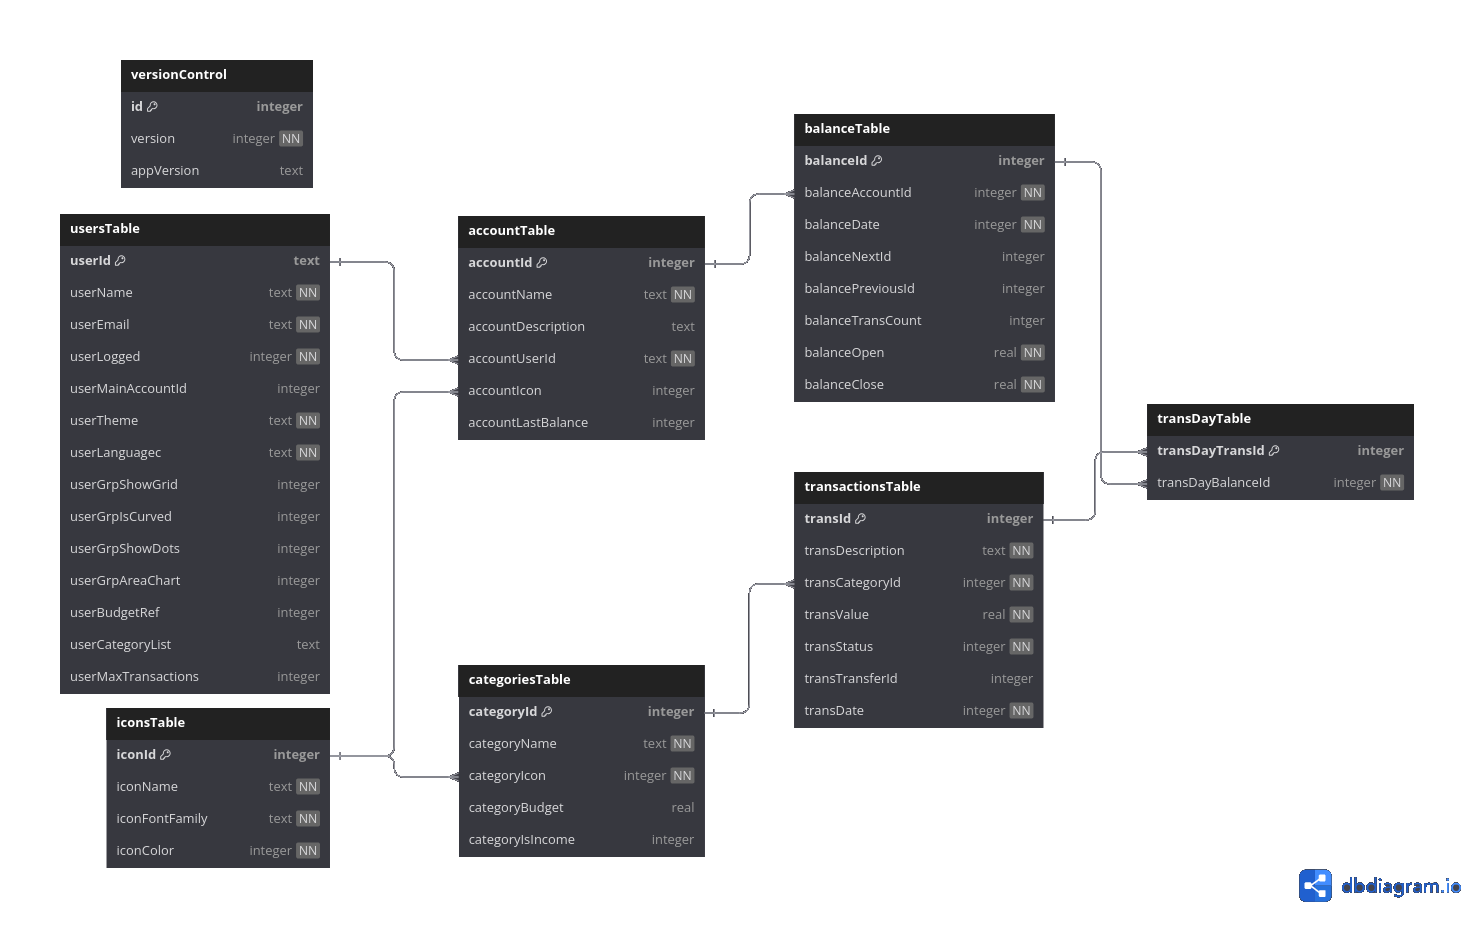 versionControl
id integer
version integer NN
appVersion text
usersTable
userId text
userName text NN
userEmail text NN
userLogged integer NN
userMainAccountId integer
userTheme text NN
userLanguagec text NN
userGrpShowGrid integer
userGrpIsCurved integer
userGrpShowDots integer
userGrpAreaChart integer
userBudgetRef integer
userCategoryList text
userMaxTransactions integer
iconsTable
iconId integer
iconName text NN
iconFontFamily text NN
iconColor integer NN
accountTable
accountId integer
accountName text NN
accountDescription text
accountUserId text NN
accountIcon integer
accountLastBalance integer
categoriesTable
categoryId integer
categoryName text NN
categoryIcon integer NN
categoryBudget real
categoryIsIncome integer
balanceTable
balanceId integer
balanceAccountId integer NN
balanceDate integer NN
balanceNextId integer
balancePreviousId integer
balanceTransCount intger
balanceOpen real NN
balanceClose real NN
transactionsTable
transId integer
transDescription text NN
transCategoryId integer NN
transValue real NN
transStatus integer NN
transTransferId integer
transDate integer NN
transDayTable
transDayTransId integer
transDayBalanceId integer NN
dbdiagram.io